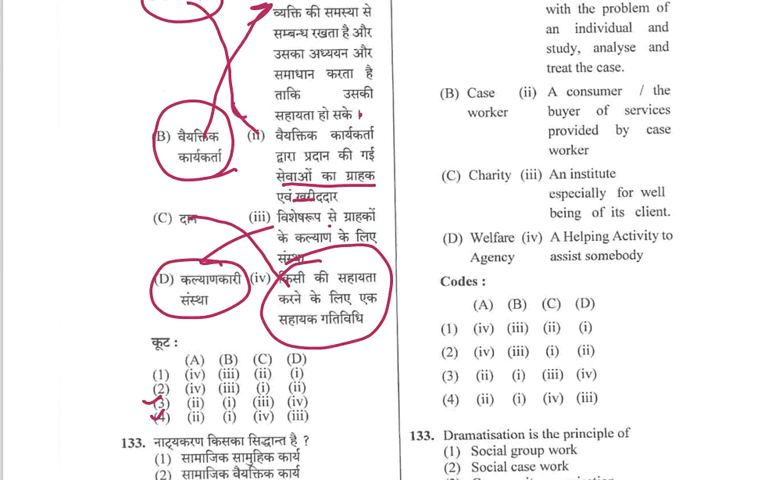 व्यक्ति की समस्या से
सम्बन्ध रखता है और
उसका अध्ययन और
समाधान करता है
ताकि उसकी
सहायता हो सके ।
(B) वैयक्तिक (ii) वैयक्तिक कार्यकर्ता
कार्यकर्ता द्वारा प्रदान की गई
सेवाओं का ग्राहक
एवं खरीददार
(C) दान (iii) विशेषरूप से ग्राहकों
के कल्याण के लिए
संस्था
(D) कल्याणकारी (iv) किसी की सहायता
संस्था करने के लिए एक
सहायक गतिविधि
कूट :
(A) (B) (C) (D)
(1) (iv) (iii) (ii) (i)
(2) (iv) (iii) (i) (ii)
(3) (ii) (i) (iii) (iv)
(4) (ii) (i) (iv) (iii)
133. नाट्यकरण किसका सिद्धान्त है ?
(1) सामाजिक सामुहिक कार्य
(2) सामाजिक वैयक्तिक कार्य
with the problem of
an individual and
study, analyse and
treat the case.
(B) Case (ii) A consumer / the
worker buyer of services
provided by case
worker
(C) Charity (iii) An institute
especially for well
being of its client.
(D) Welfare (iv) A Helping Activity to
Agency assist somebody
Codes :
(A) (B) (C) (D)
(1) (iv) (iii) (ii) (i)
(2) (iv) (iii) (i) (ii)
(3) (ii) (i) (iii) (iv)
(4) (ii) (i) (iv) (iii)
133. Dramatisation is the principle of
(1) Social group work
(2) Social case work